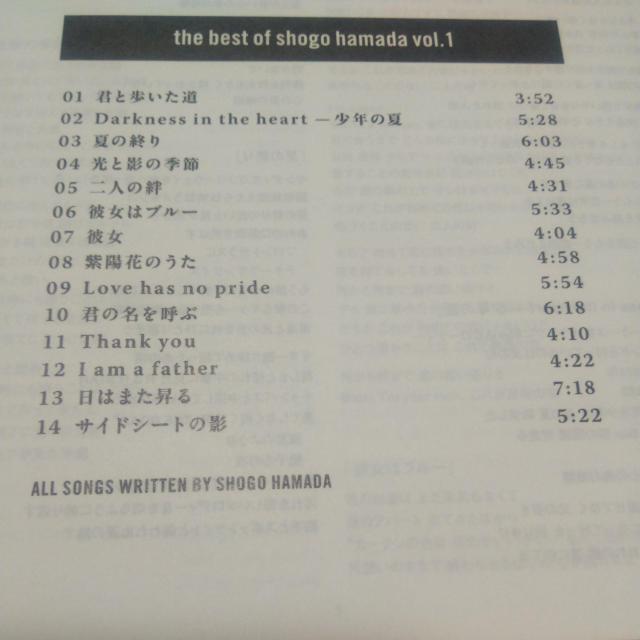 the best of shogo hamada vol.1
01 君と歩いた道 3:52
02 Darkness in the heart ―少年の夏 5:28
03 夏の終り 6:03
04 光と影の季節 4:45
05 二人の絆 4:31
06 彼女はブルー 5:33
07 彼女 4:04
08 紫陽花のうた 4:58
09 Love has no pride 5:54
10 君の名を呼ぶ 6:18
11 Thank you 4:10
12 I am a father 4:22
13 日はまた昇る 7:18
14 サイドシートの影 5:22
ALL SONGS WRITTEN BY SHOGO HAMADA